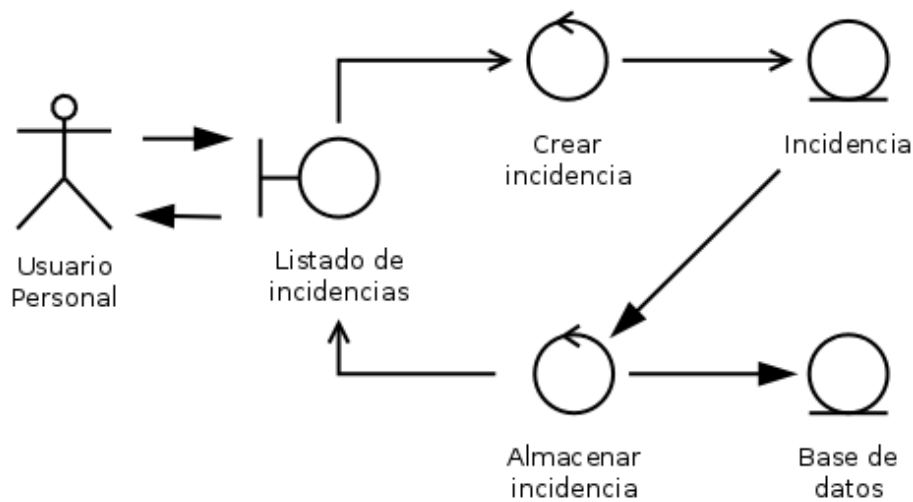 Crear
incidencia
Incidencia
Usuario
Personal
Listado de
incidencias
Almacenar
incidencia
Base de
datos